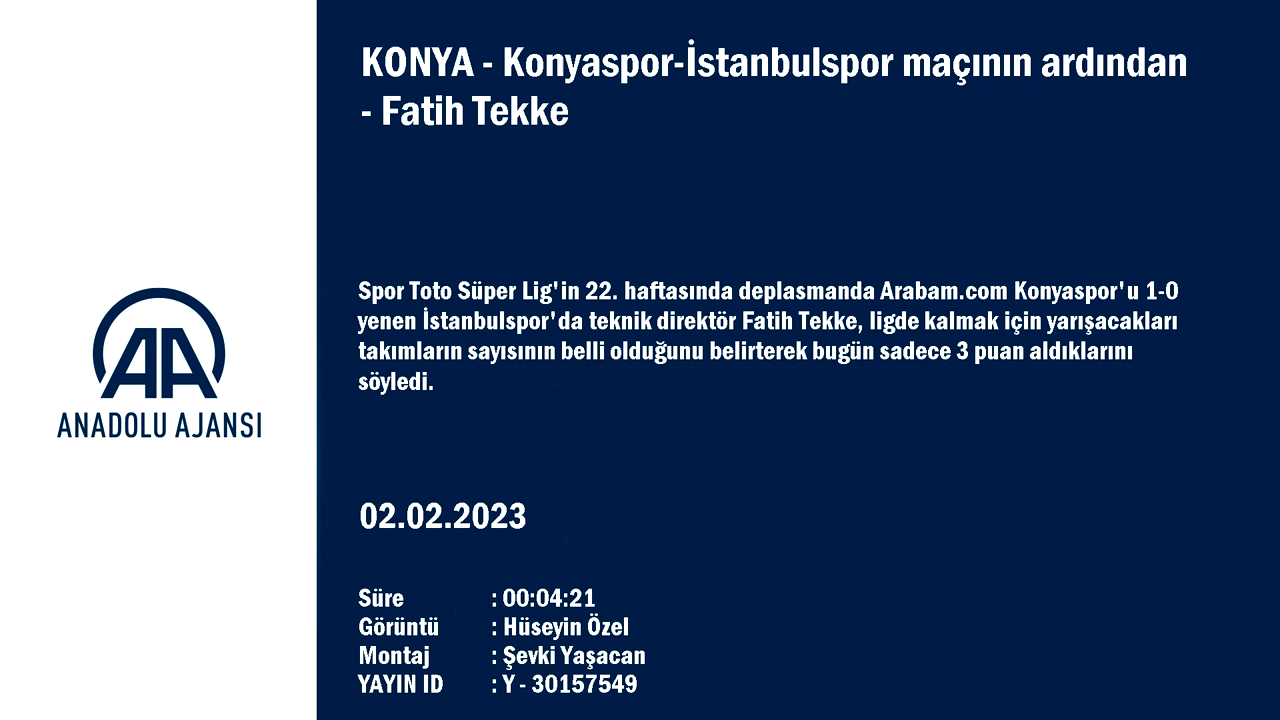 KONYA - Konyaspor-İstanbulspor maçının ardından
- Fatih Tekke
Spor Toto Süper Lig'in 22. haftasında deplasmanda Arabam.com Konyaspor'u 1-0
yenen İstanbulspor'da teknik direktör Fatih Tekke, ligde kalmak için yarışacakları
takımların sayısının belli olduğunu belirterek bugün sadece 3 puan aldıklarını
söyledi.
AA
ANADOLU AJANSI
02.02.2023
Süre : 00:04:21
Görüntü : Hüseyin Özel
Montaj : Şevki Yaşacan
YAYIN ID : Y - 30157549